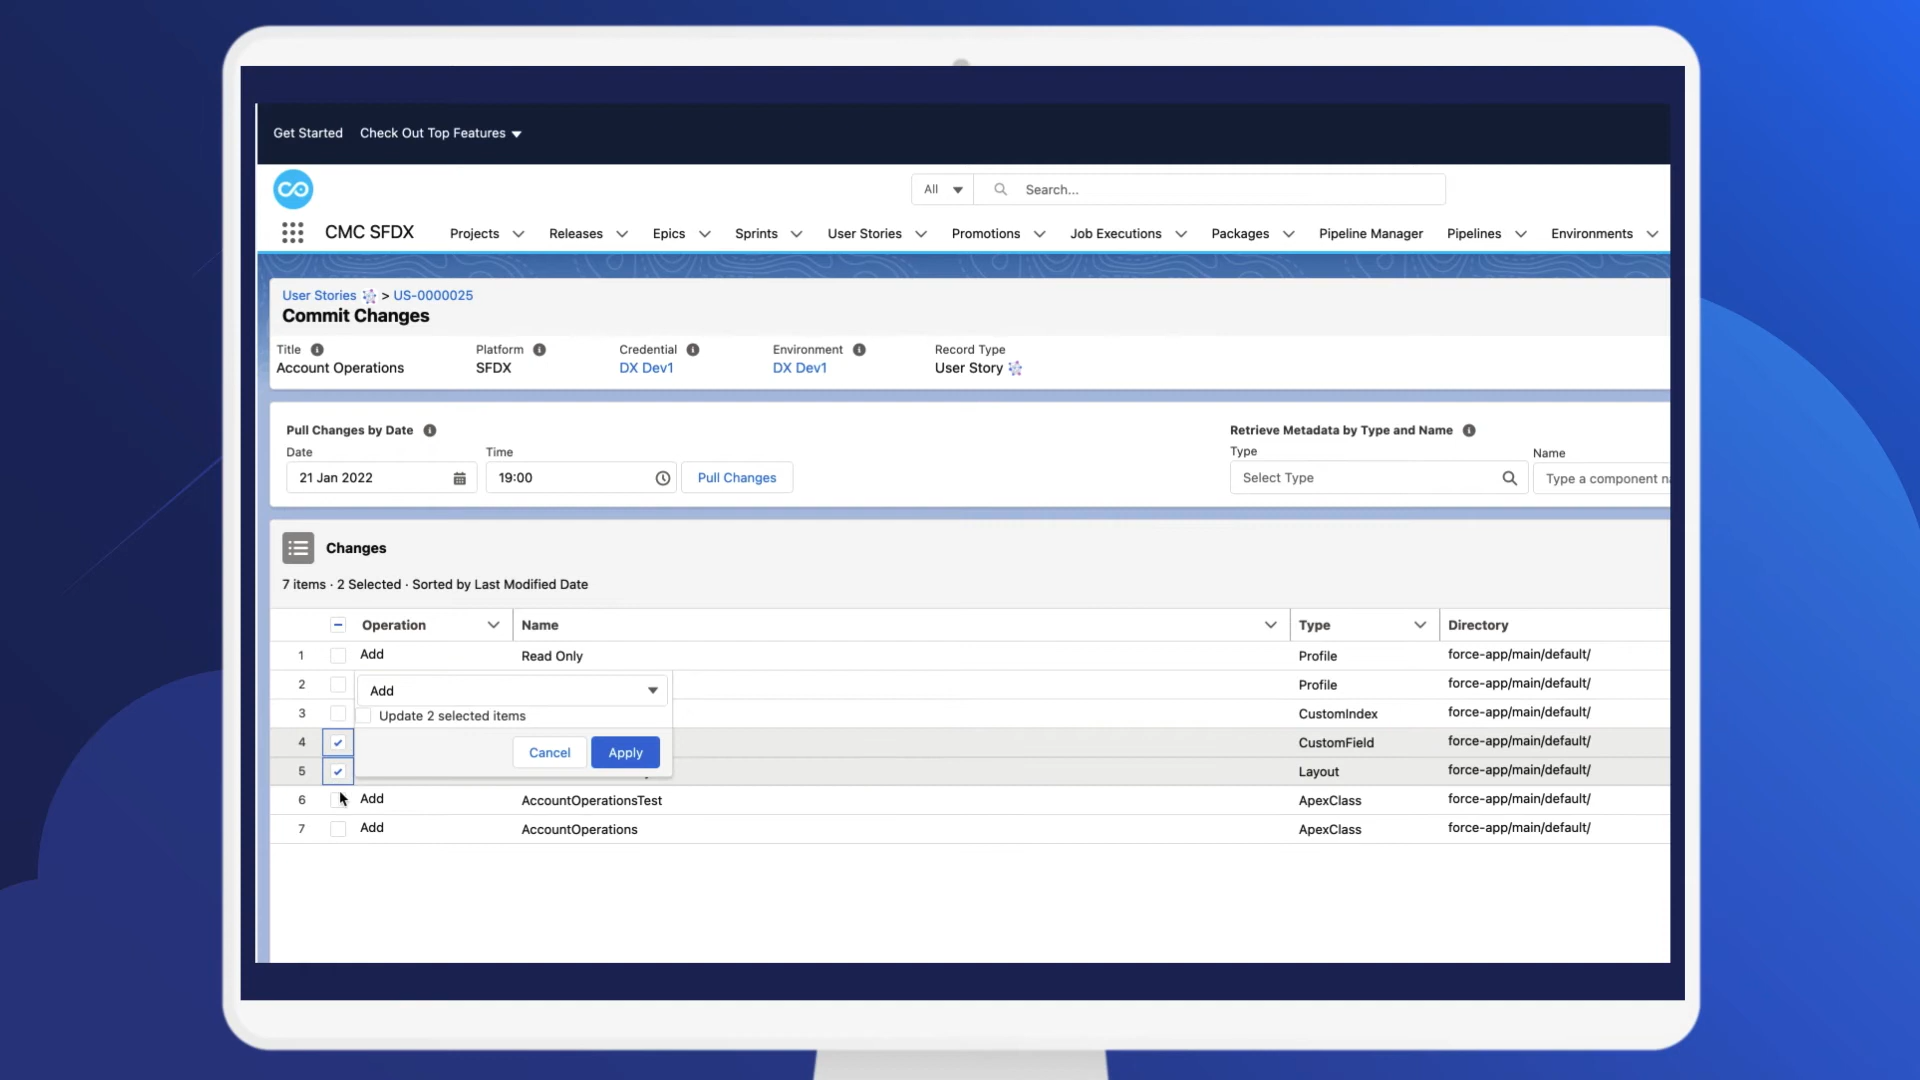 Get Started Check Out Top Features
All Search...
CMC SFDX Projects Releases Epics Sprints User Stories Promotions Job Executions Packages Pipeline Manager Pipelines Environments
User Stories > US-0000025
Commit Changes
Title Platform Credential Environment Record Type
Account Operations SFDX DX Dev1 DX Dev1 User Story
Pull Changes by Date Retrieve Metadata by Type and Name
Date Time Type Name
21 Jan 2022 19:00 Pull Changes Select Type Type a component
Changes
7 items · 2 Selected · Sorted by Last Modified Date
Operation Name Type Directory
1 Add Read Only Profile force-app/main/default/
2 Add Profile force-app/main/default/
3 Update 2 selected items CustomIndex force-app/main/default/
4 CustomField force-app/main/default/
Cancel Apply
5 Layout force-app/main/default/
6 Add AccountOperationsTest ApexClass force-app/main/default/
7 Add AccountOperations ApexClass force-app/main/default/